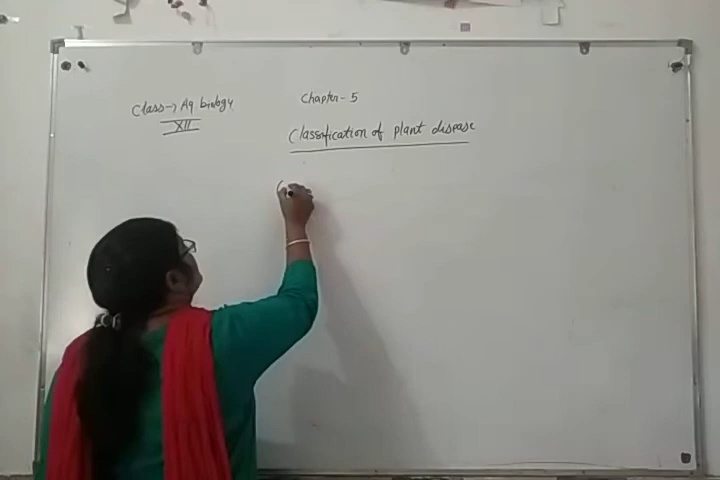 Class → Ag. biology
XII
Chapter - 5
Classification of plant disease
(